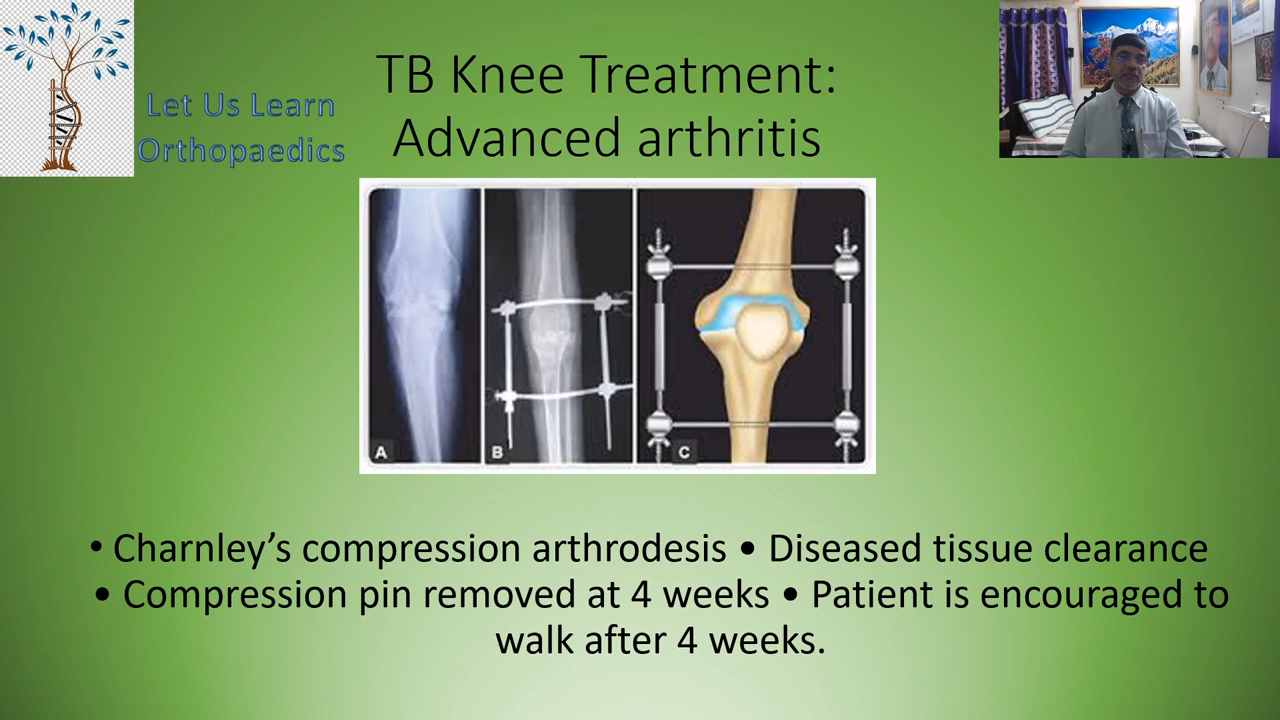 Let Us Learn
Orthopaedics
TB Knee Treatment:
Advanced arthritis
A
B
C
• Charnley’s compression arthrodesis • Diseased tissue clearance
• Compression pin removed at 4 weeks • Patient is encouraged to
walk after 4 weeks.